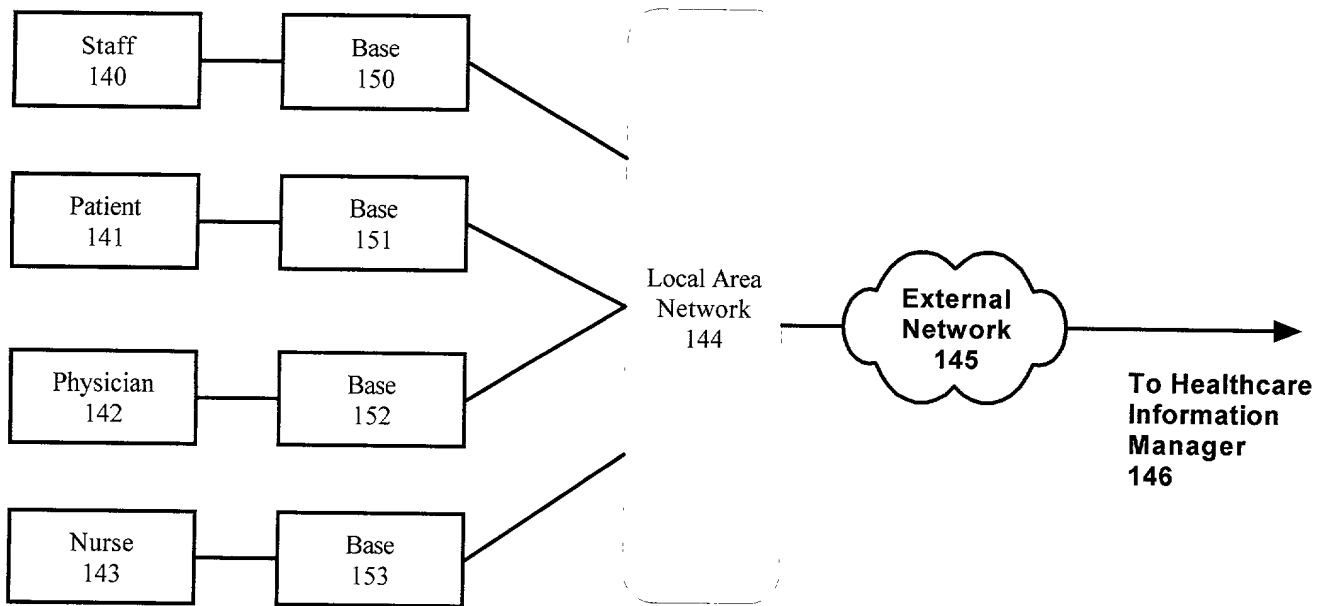 Staff
140
Base
150
Patient
141
Base
151
Physician
142
Base
152
Nurse
143
Base
153
Local Area
Network
144
External
Network
145
To Healthcare
Information
Manager
146